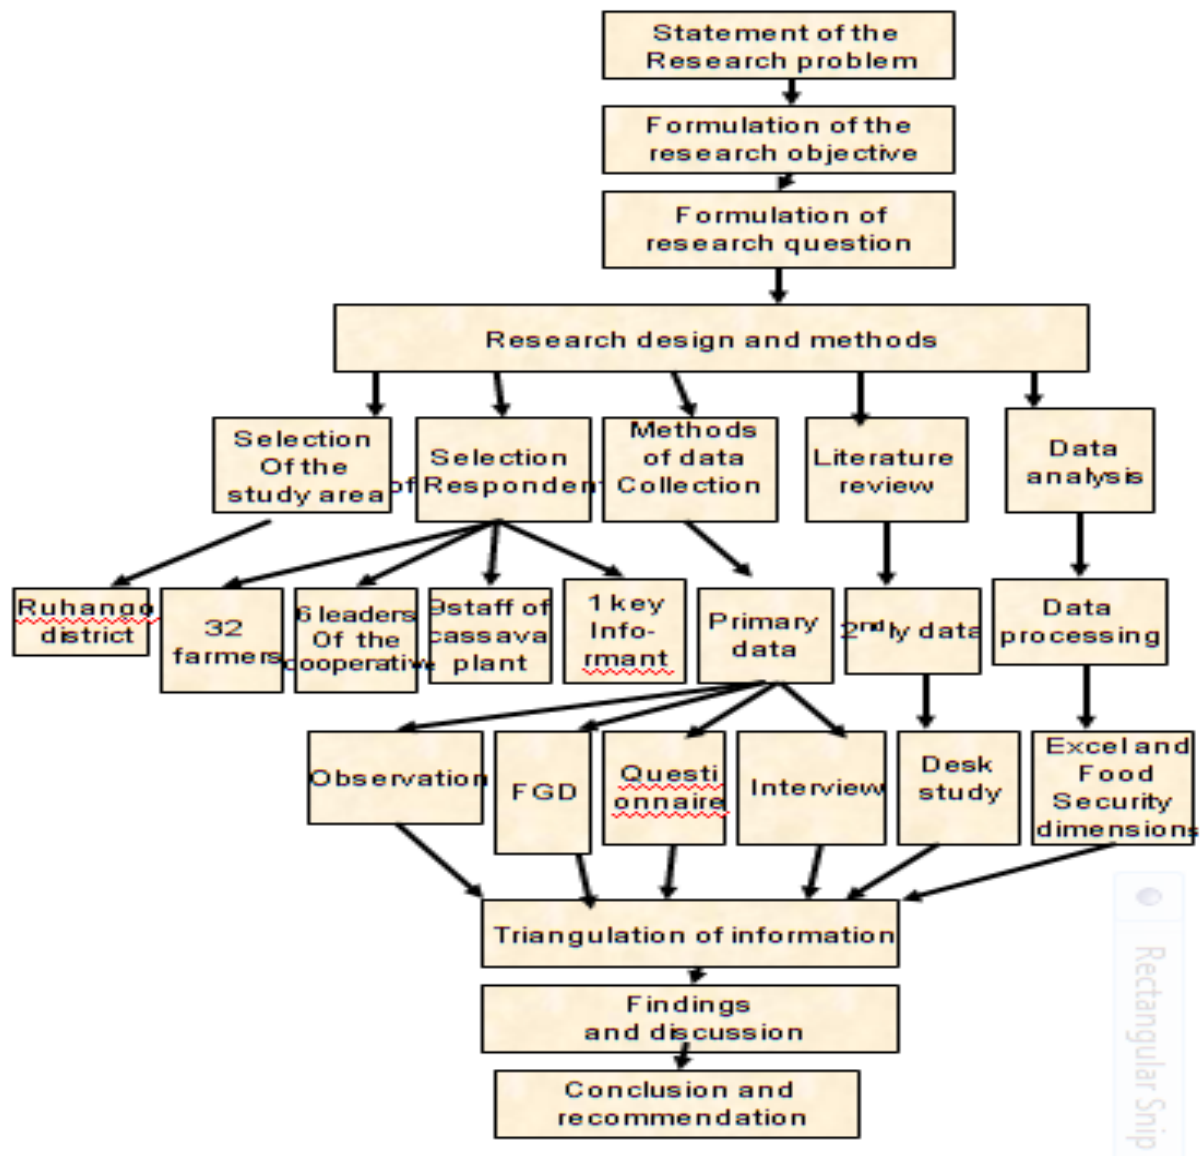 Statement of the
Research problem
Formulation of the
research objective
Formulation of
research question
Research design and methods
Selection
Of the
study area
Selection
of Respondent
Methods
of data
Collection
Literature
review
Data
analysis
Ruhango
district
32
farmers
6 leaders
Of the
cooperative
9staff of
cassava
plant
1 key
Info-
rmant
Primary
data
2ndly data
Data
processing
Observation
FGD
Questi
onnaire
Interview
Desk
study
Excel and
Food
Security
dimensions
Triangulation of information
Findings
and discussion
Conclusion and
recommendation
Rectangular Snip